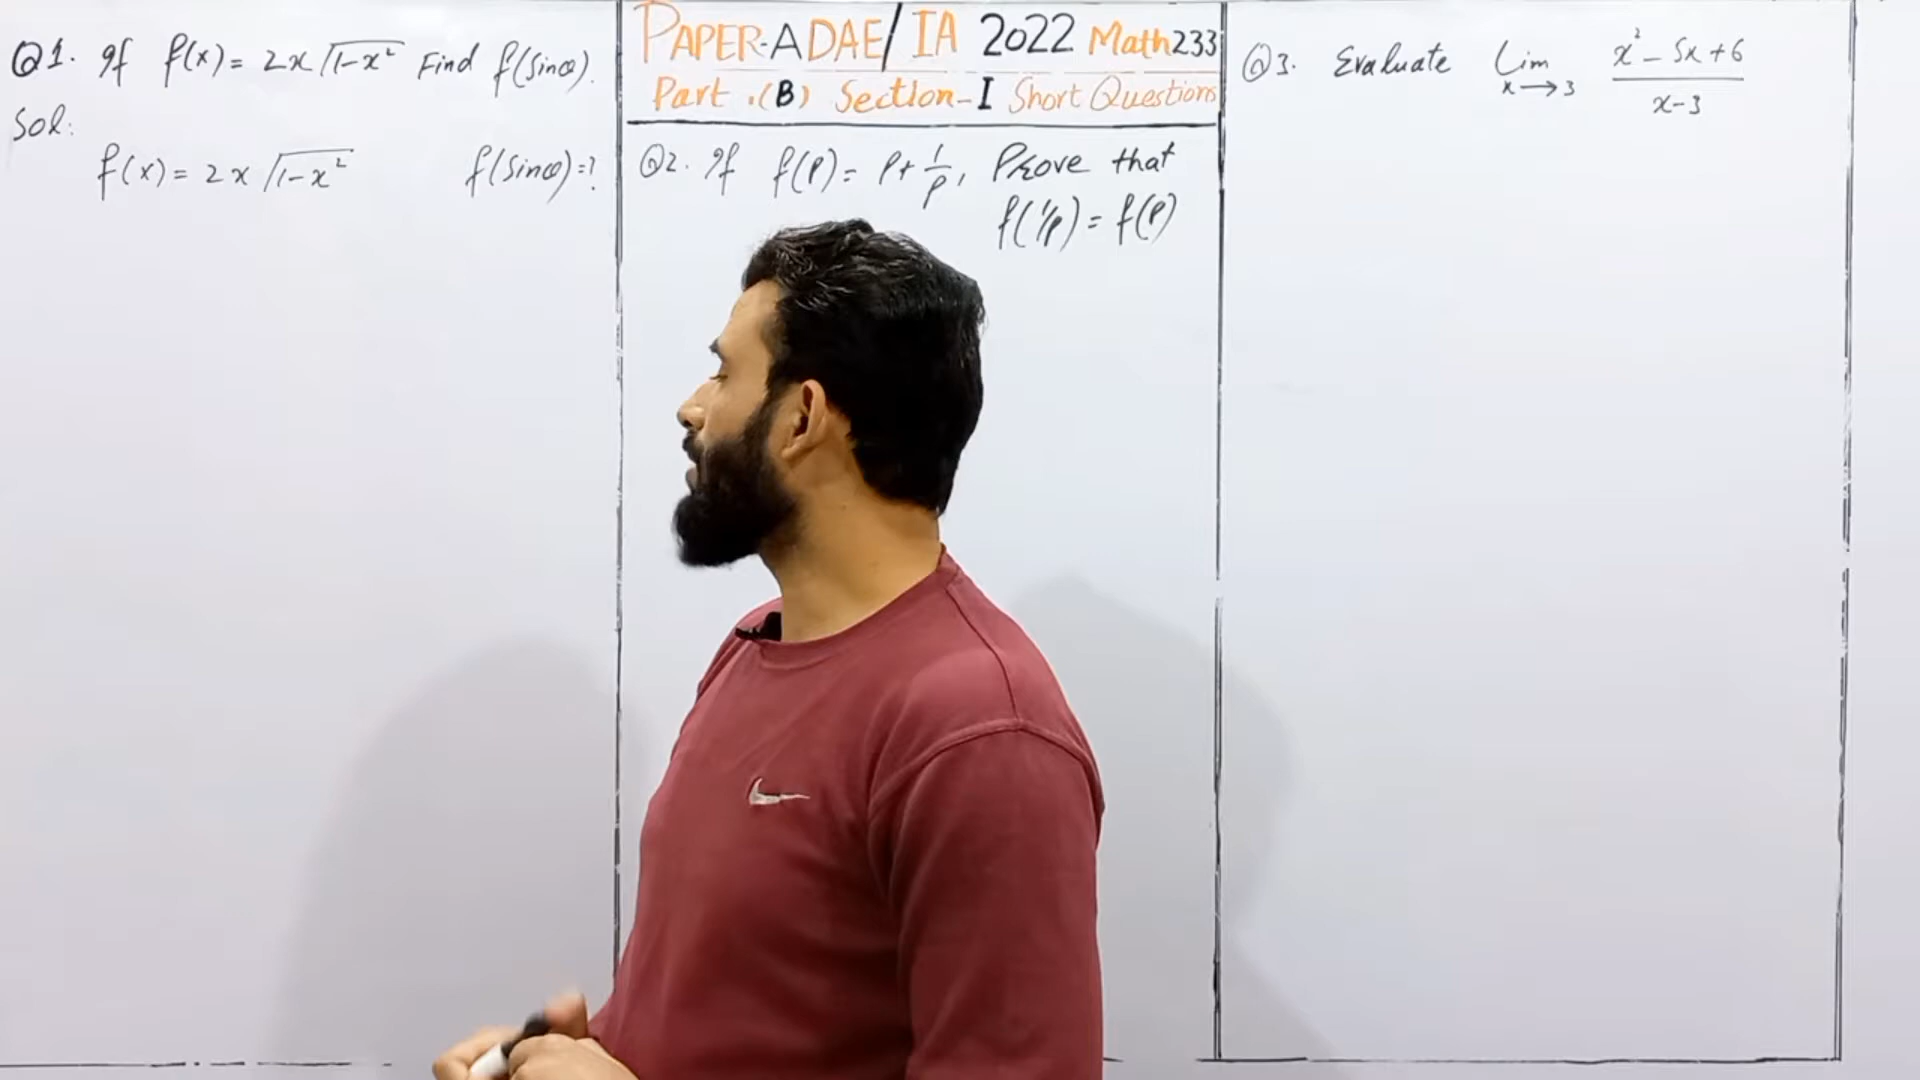 Q1. If f(x) = 2x √1-x² Find f(sinθ).
Sol:
f(x) = 2x √1-x² f(sinθ)=?
PAPER-A DAE/IA 2022 Math233
Part.(B) Section-I Short Questions
Q2. If f(P) = P + 1/P, Prove that
f(1/P) = f(P)
Q3. Evaluate Lim x→3 (x² - 5x + 6)/(x-3)